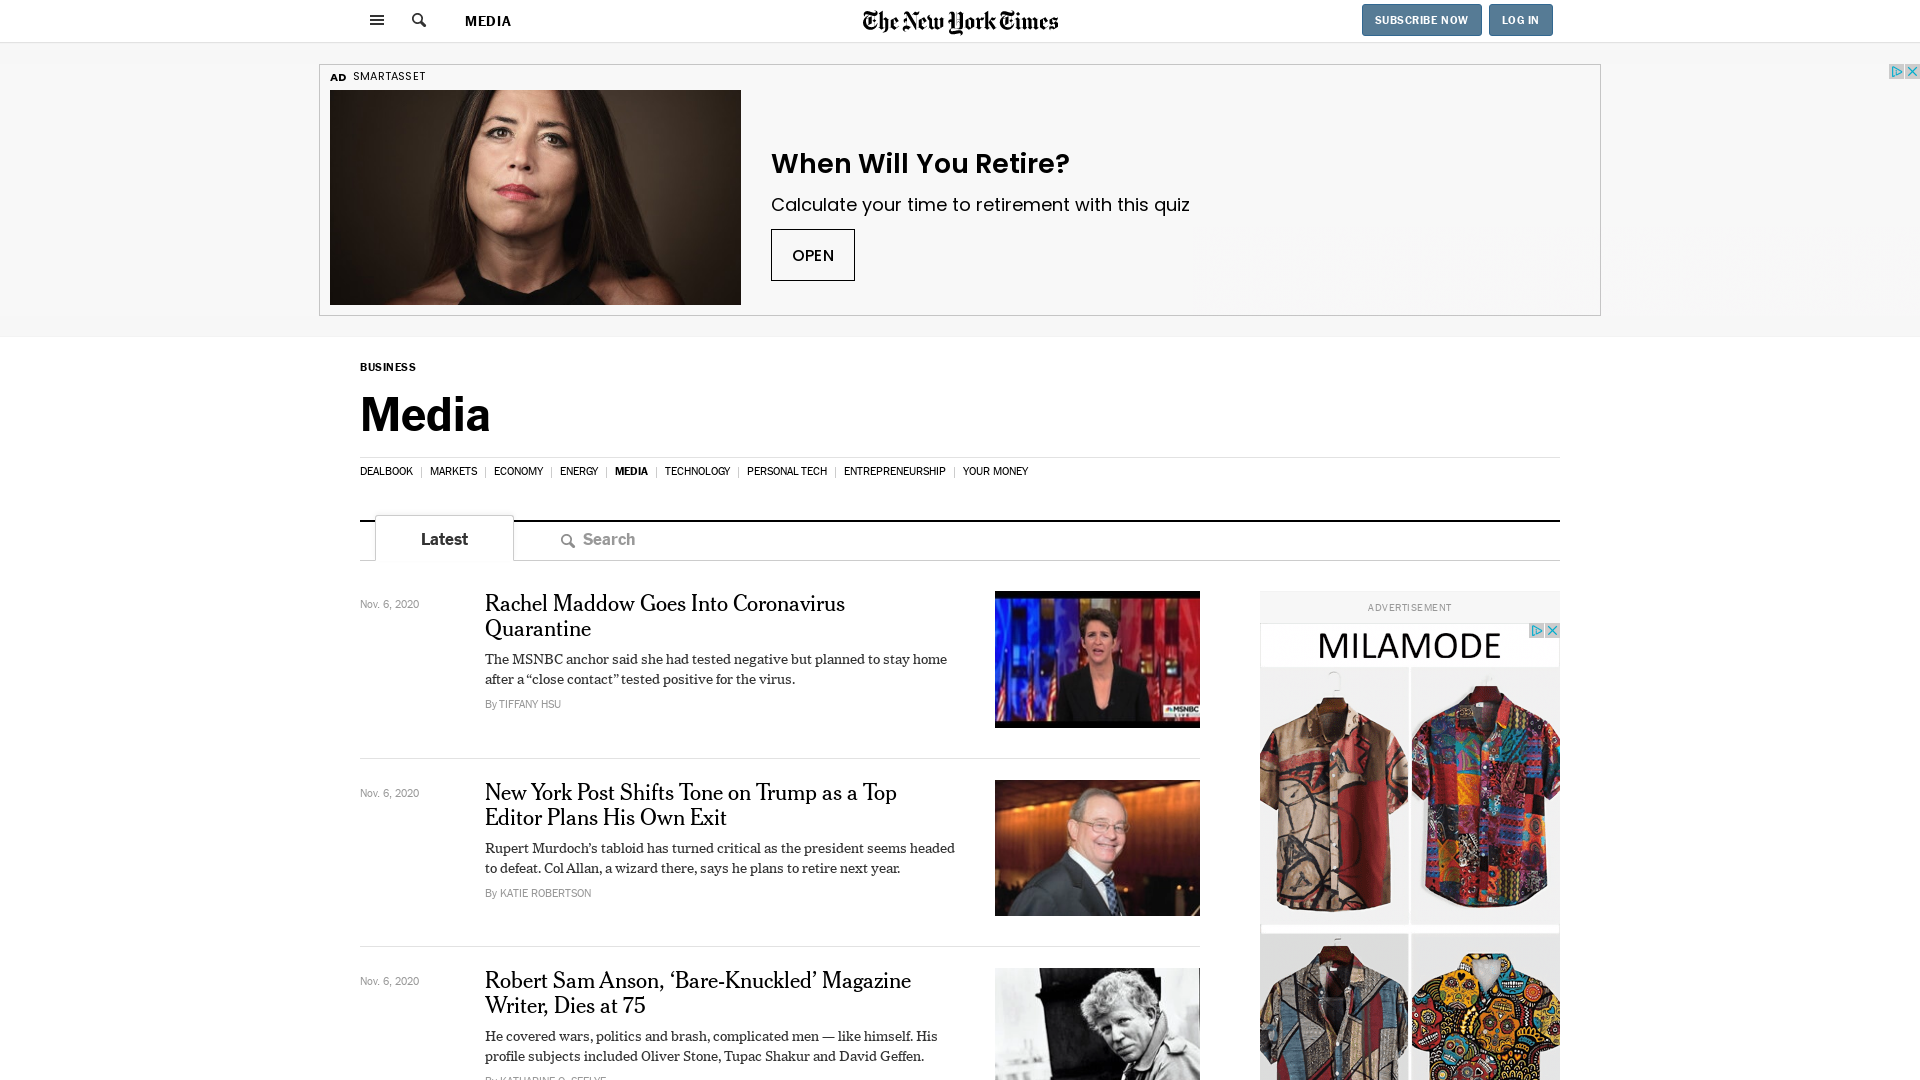 MEDIA
The New York Times
SUBSCRIBE NOW
LOG IN
AD SMARTASSET
When Will You Retire?
Calculate your time to retirement with this quiz
OPEN
BUSINESS
Media
DEALBOOK
MARKETS
ECONOMY
ENERGY
MEDIA
TECHNOLOGY
PERSONAL TECH
ENTREPRENEURSHIP
YOUR MONEY
Latest
Search
Nov. 6, 2020
Rachel Maddow Goes Into Coronavirus
Quarantine
The MSNBC anchor said she had tested negative but planned to stay home
after a “close contact” tested positive for the virus.
By TIFFANY HSU
MSNBC
LIVE
Nov. 6, 2020
New York Post Shifts Tone on Trump as a Top
Editor Plans His Own Exit
Rupert Murdoch’s tabloid has turned critical as the president seems headed
to defeat. Col Allan, a wizard there, says he plans to retire next year.
By KATIE ROBERTSON
Nov. 6, 2020
Robert Sam Anson, ‘Bare-Knuckled’ Magazine
Writer, Dies at 75
He covered wars, politics and brash, complicated men — like himself. His
profile subjects included Oliver Stone, Tupac Shakur and David Geffen.
By KATHARINE Q. SEELYE
ADVERTISEMENT
MILAMODE